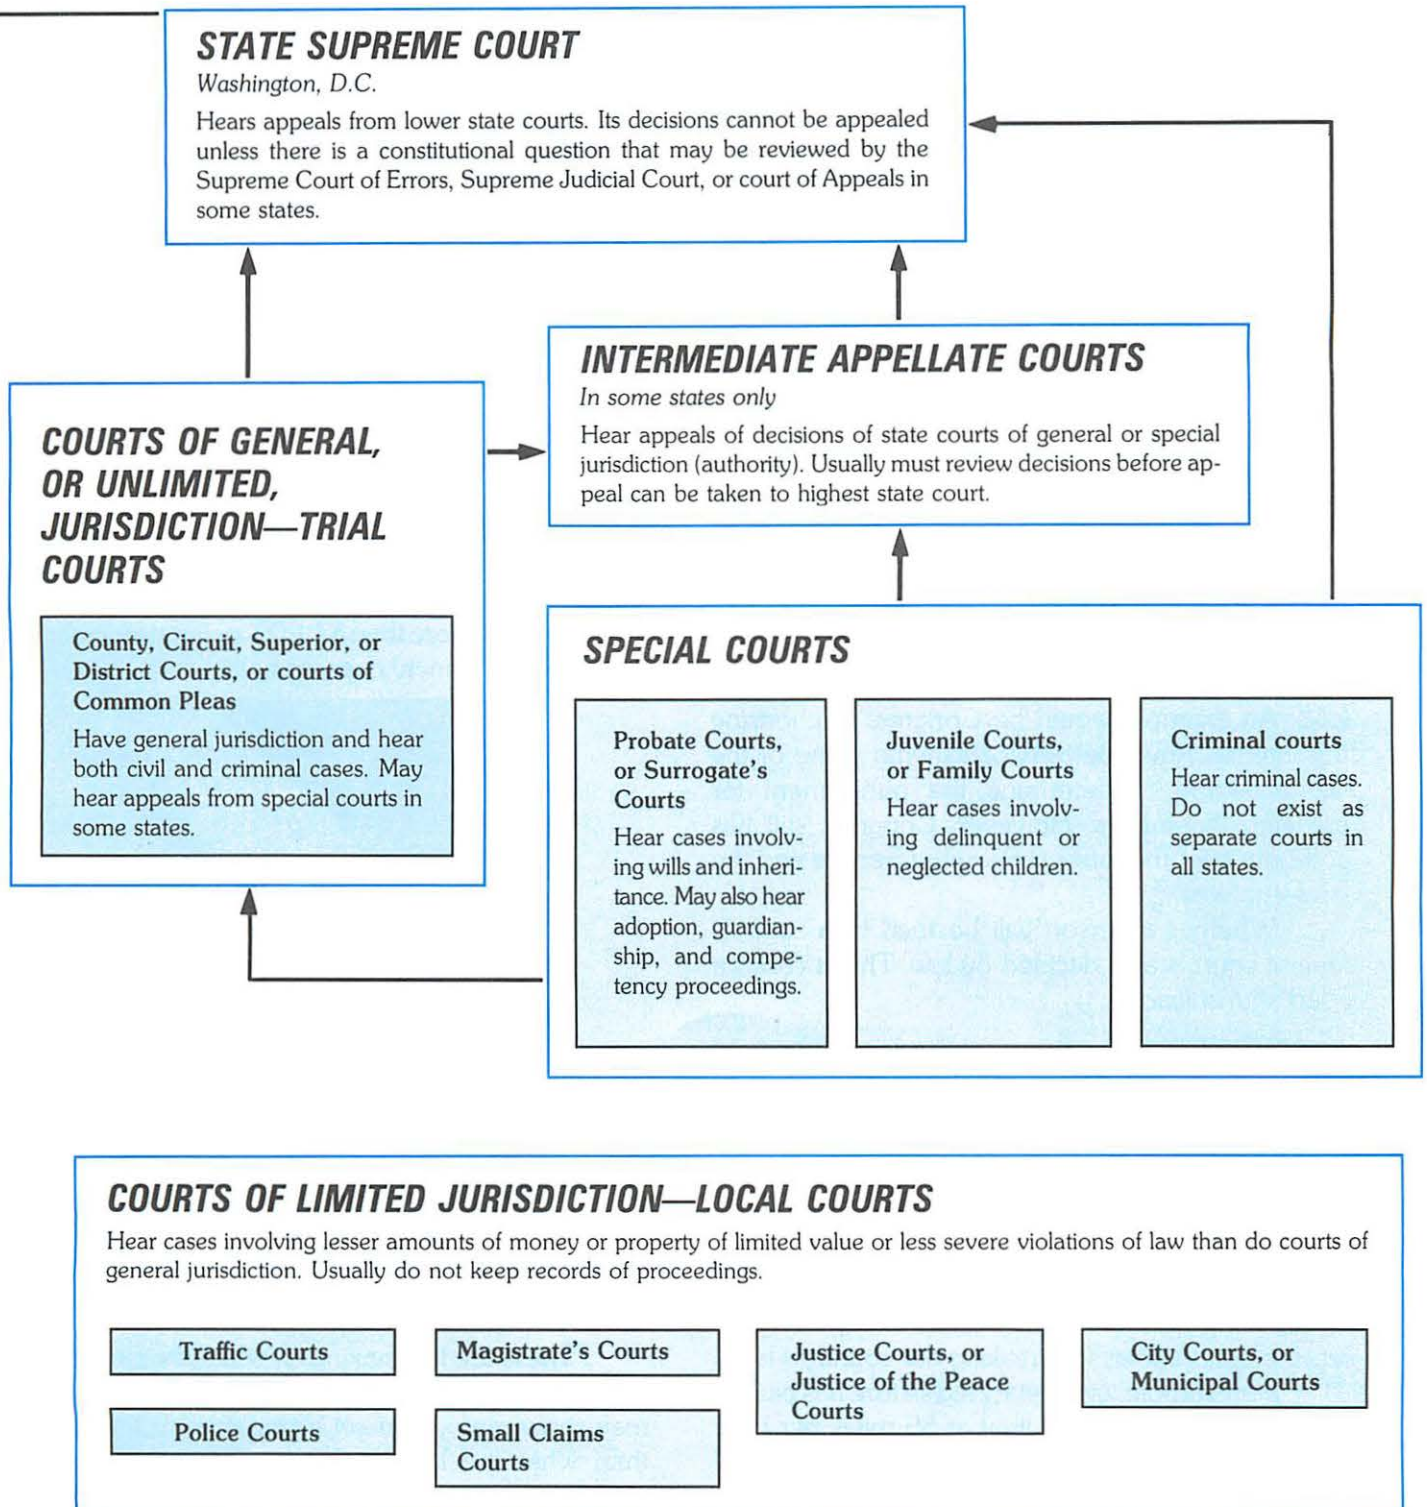 STATE SUPREME COURT
Washington, D.C.
Hears appeals from lower state courts. Its decisions cannot be appealed
unless there is a constitutional question that may be reviewed by the
Supreme Court of Errors, Supreme Judicial Court, or court of Appeals in
some states.
INTERMEDIATE APPELLATE COURTS
In some states only
Hear appeals of decisions of state courts of general or special
jurisdiction (authority). Usually must review decisions before ap-
peal can be taken to highest state court.
COURTS OF GENERAL,
OR UNLIMITED,
JURISDICTION—TRIAL
COURTS
County, Circuit, Superior, or
District Courts, or courts of
Common Pleas
Have general jurisdiction and hear
both civil and criminal cases. May
hear appeals from special courts in
some states.
SPECIAL COURTS
Probate Courts,
or Surrogate's
Courts
Hear cases involv-
ing wills and inheri-
tance. May also hear
adoption, guardian-
ship, and compe-
tency proceedings.
Juvenile Courts,
or Family Courts
Hear cases involv-
ing delinquent or
neglected children.
Criminal courts
Hear criminal cases.
Do not exist as
separate courts in
all states.
COURTS OF LIMITED JURISDICTION—LOCAL COURTS
Hear cases involving lesser amounts of money or property of limited value or less severe violations of law than do courts of
general jurisdiction. Usually do not keep records of proceedings.
Traffic Courts
Magistrate's Courts
Justice Courts, or
Justice of the Peace
Courts
City Courts, or
Municipal Courts
Police Courts
Small Claims
Courts